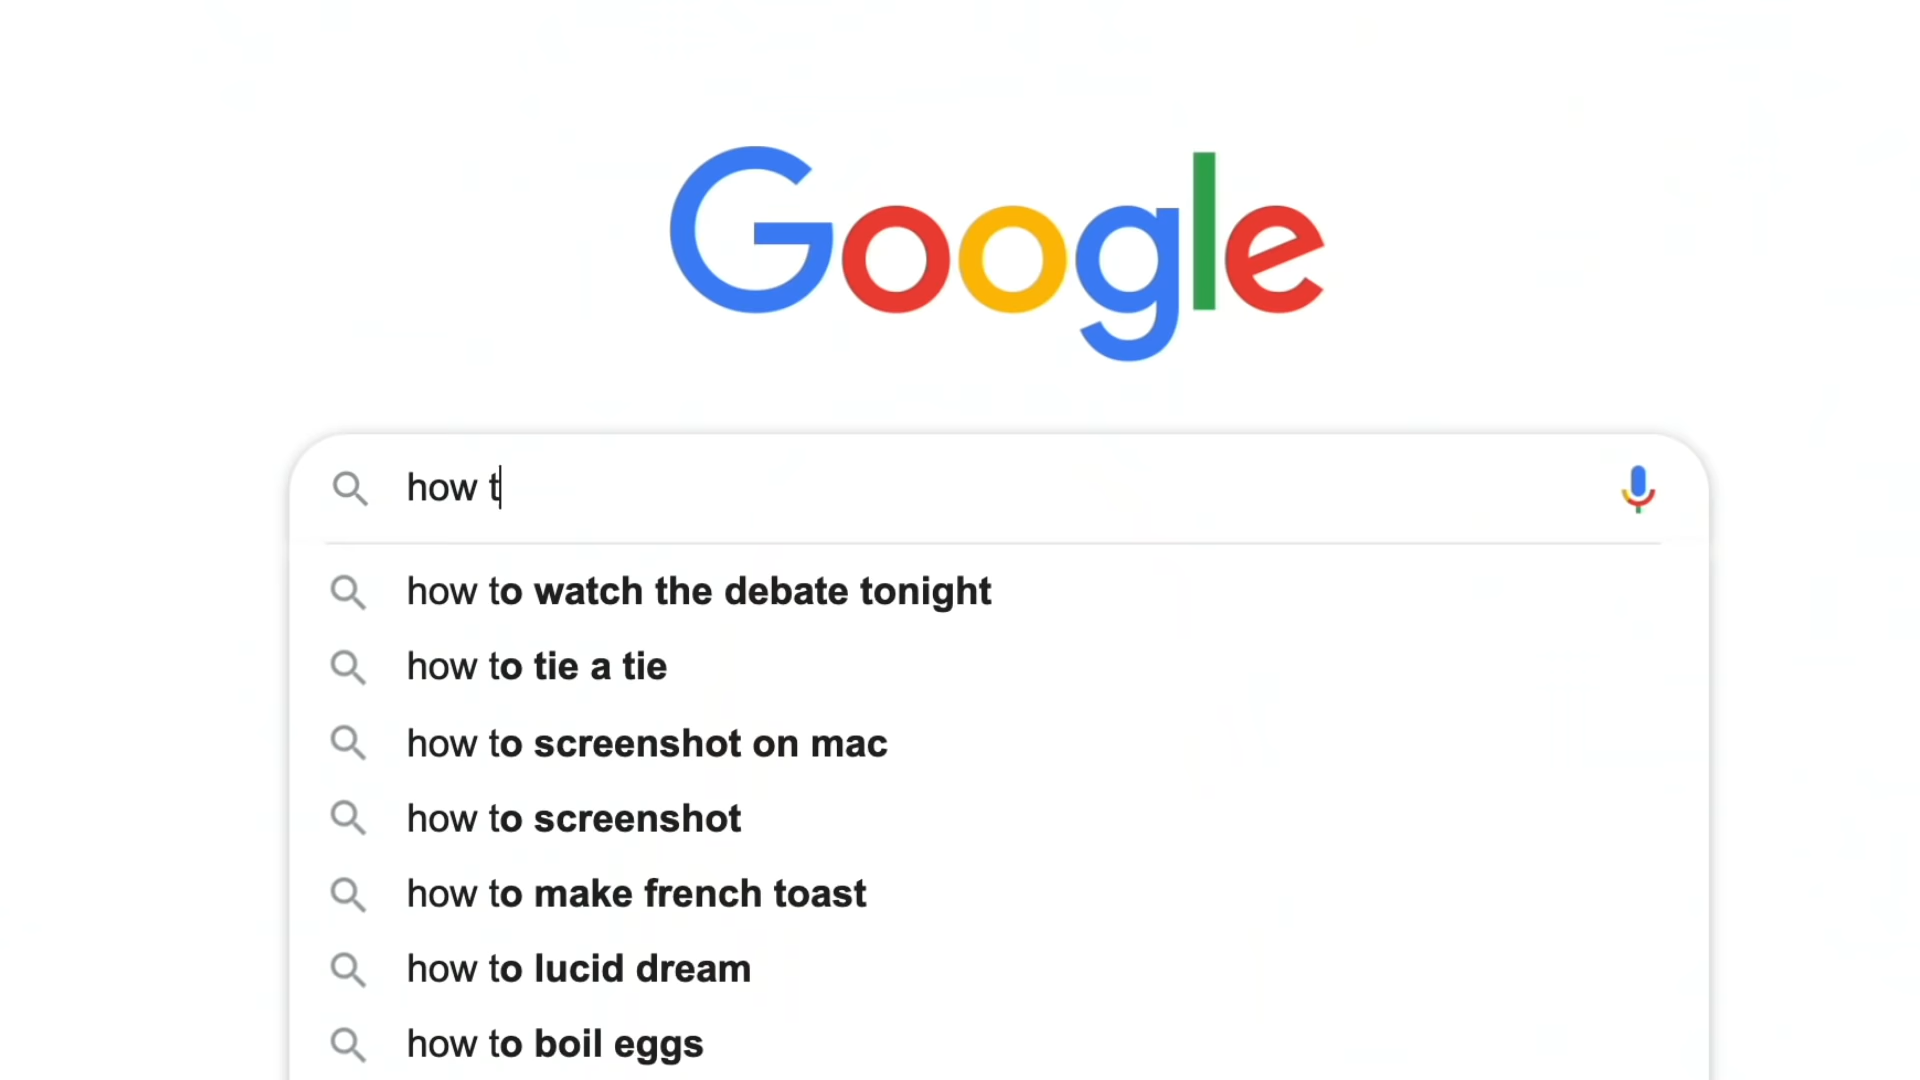 Google
how t
how to watch the debate tonight
how to tie a tie
how to screenshot on mac
how to screenshot
how to make french toast
how to lucid dream
how to boil eggs